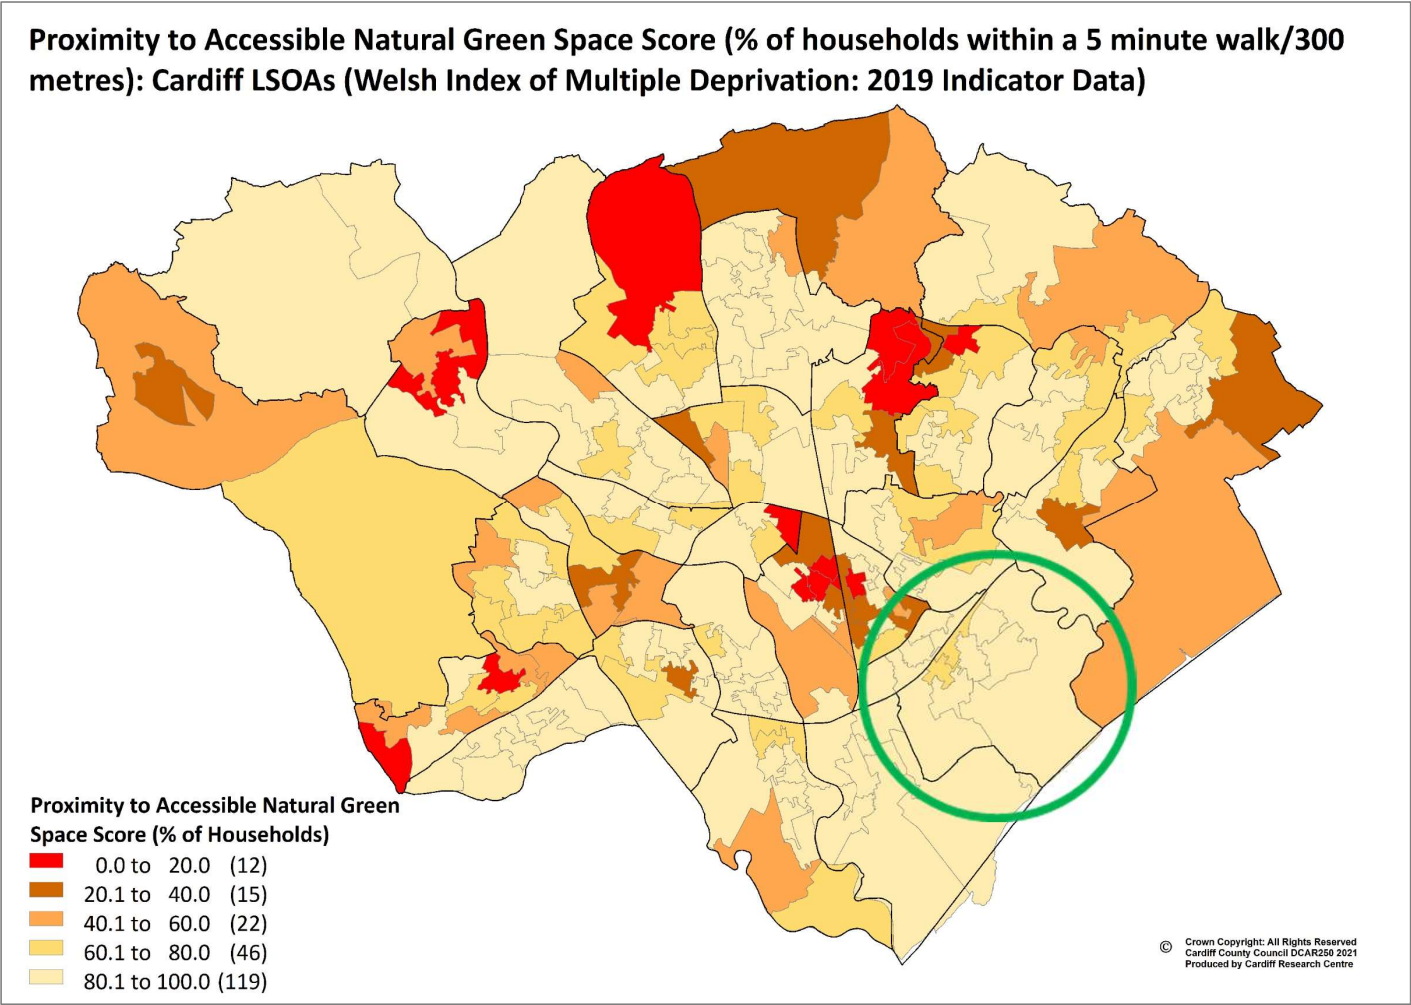 Proximity to Accessible Natural Green Space Score (% of households within a 5 minute walk/300
metres): Cardiff LSOAs (Welsh Index of Multiple Deprivation: 2019 Indicator Data)
Proximity to Accessible Natural Green
Space Score (% of Households)
0.0 to 20.0 (12)
20.1 to 40.0 (15)
40.1 to 60.0 (22)
60.1 to 80.0 (46)
80.1 to 100.0 (119)
© Crown Copyright: All Rights Reserved
Cardiff County Council DCAR250 2021
Produced by Cardiff Research Centre